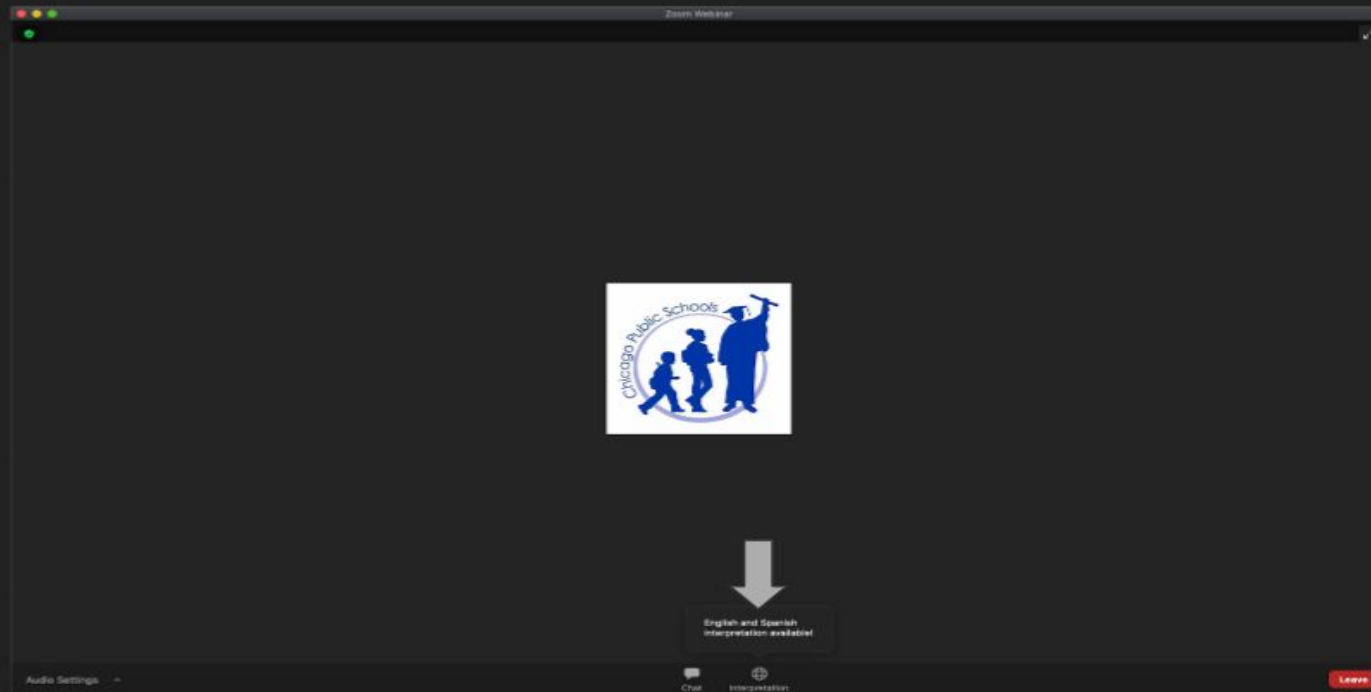 Zoom Webinar
Chicago Public Schools
English and Spanish
interpretation available!
Audio Settings
Chat
Interpretation
Leave